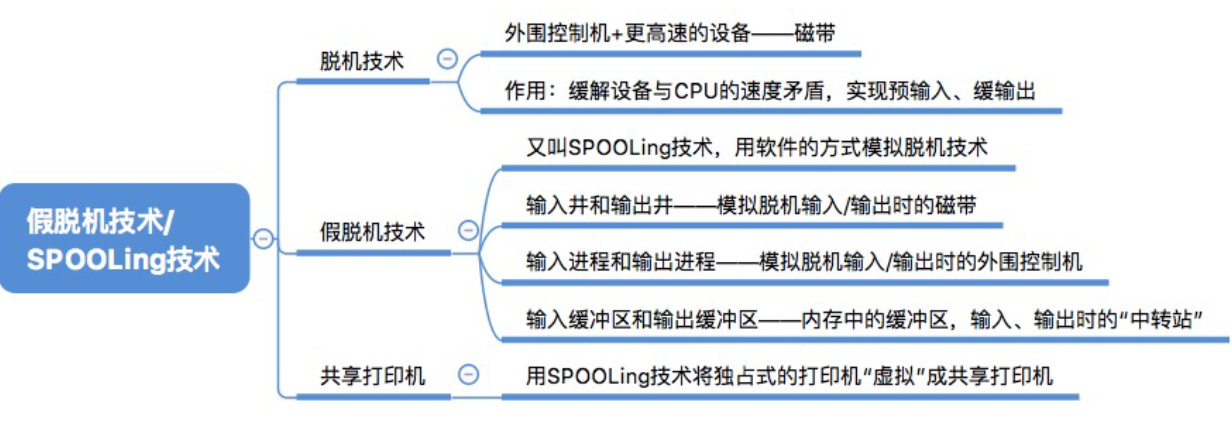 假脱机技术/
SPOOLing技术
脱机技术
外围控制机+更高速的设备——磁带
作用：缓解设备与CPU的速度矛盾，实现预输入、缓输出
假脱机技术
又叫SPOOLing技术，用软件的方式模拟脱机技术
输入井和输出井——模拟脱机输入/输出时的磁带
输入进程和输出进程——模拟脱机输入/输出时的外围控制机
输入缓冲区和输出缓冲区——内存中的缓冲区，输入、输出时的“中转站”
共享打印机
用SPOOLing技术将独占式的打印机“虚拟”成共享打印机